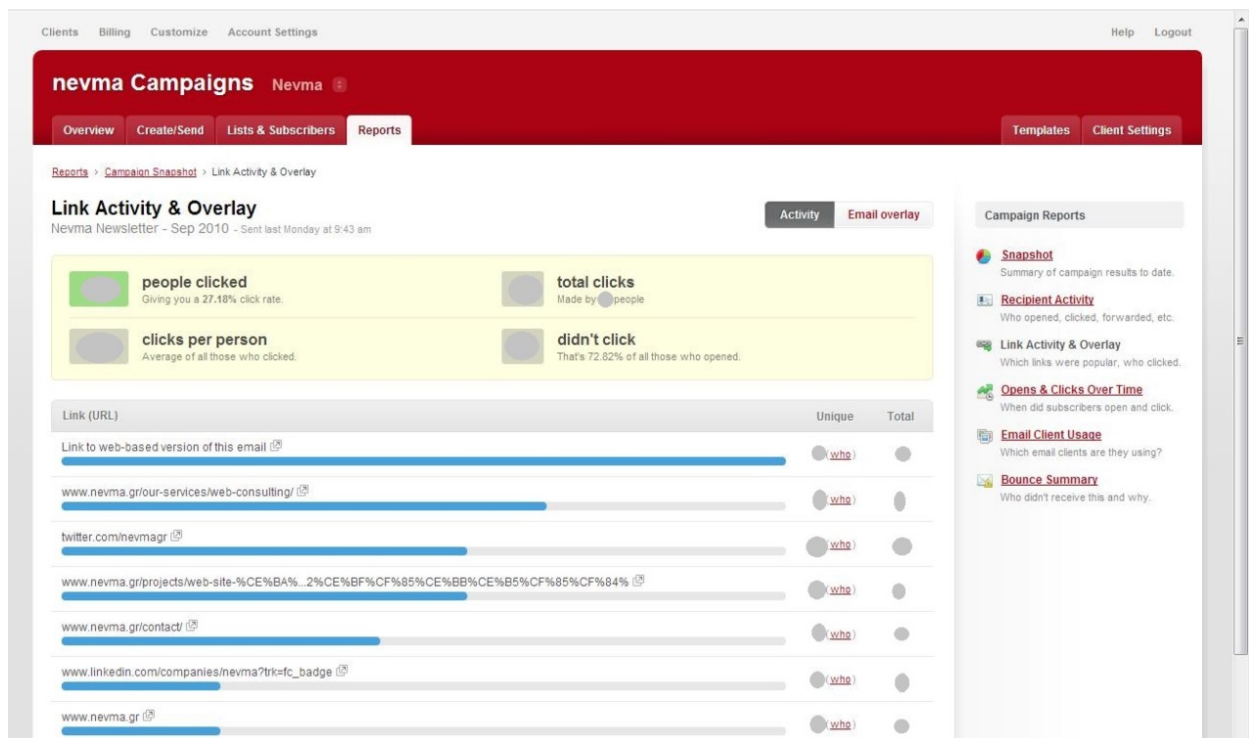 Clients Billing Customize Account Settings Help Logout
nevma Campaigns Nevma
Overview Create/Send Lists & Subscribers Reports Templates Client Settings
Reports > Campaign Snapshot > Link Activity & Overlay
Link Activity & Overlay
Nevma Newsletter - Sep 2010 - Sent last Monday at 9:43 am
Activity Email overlay
people clicked
Giving you a 27.18% click rate.
total clicks
Made by people
clicks per person
Average of all those who clicked.
didn't click
That's 72.82% of all those who opened.
Link (URL) Unique Total
Link to web-based version of this email (who)
www.nevma.gr/our-services/web-consulting/ (who)
twitter.com/nevmagr (who)
www.nevma.gr/projects/web-site-%CE%BA%...2%CE%BF%CF%85%CE%BB%CE%B5%CF%85%CF%84% (who)
www.nevma.gr/contact/ (who)
www.linkedin.com/companies/nevma?trk=fc_badge (who)
www.nevma.gr (who)
Campaign Reports
Snapshot
Summary of campaign results to date.
Recipient Activity
Who opened, clicked, forwarded, etc.
Link Activity & Overlay
Which links were popular, who clicked.
Opens & Clicks Over Time
When did subscribers open and click.
Email Client Usage
Which email clients are they using?
Bounce Summary
Who didn't receive this and why.